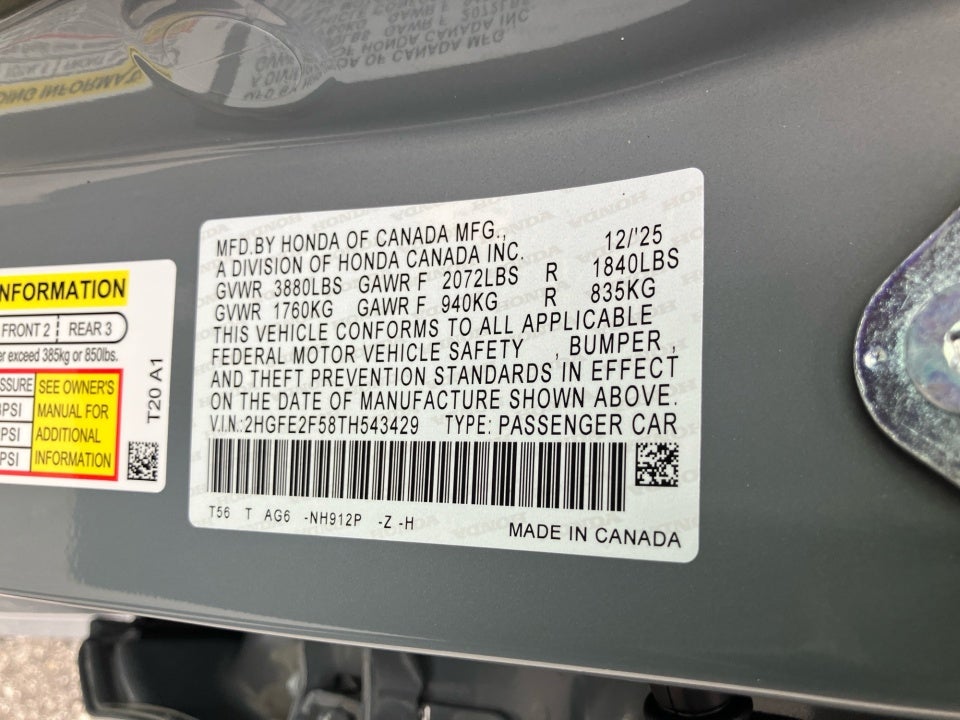 NFORMATION
FRONT 2 REAR 3
er exceed 385kg or 850lbs.
SSURE SEE OWNER'S
PSI MANUAL FOR
PSI ADDITIONAL
PSI INFORMATION
T20 A1
MFD.BY HONDA OF CANADA MFG., 12/'25
A DIVISION OF HONDA CANADA INC.
GVWR 3880LBS GAWR F 2072LBS R 1840LBS
GVWR 1760KG GAWR F 940KG R 835KG
THIS VEHICLE CONFORMS TO ALL APPLICABLE
FEDERAL MOTOR VEHICLE SAFETY , BUMPER ,
AND THEFT PREVENTION STANDARDS IN EFFECT
ON THE DATE OF MANUFACTURE SHOWN ABOVE.
V.I.N.:2HGFE2F58TH543429 TYPE: PASSENGER CAR
T56 T AG6 -NH912P -Z -H
MADE IN CANADA